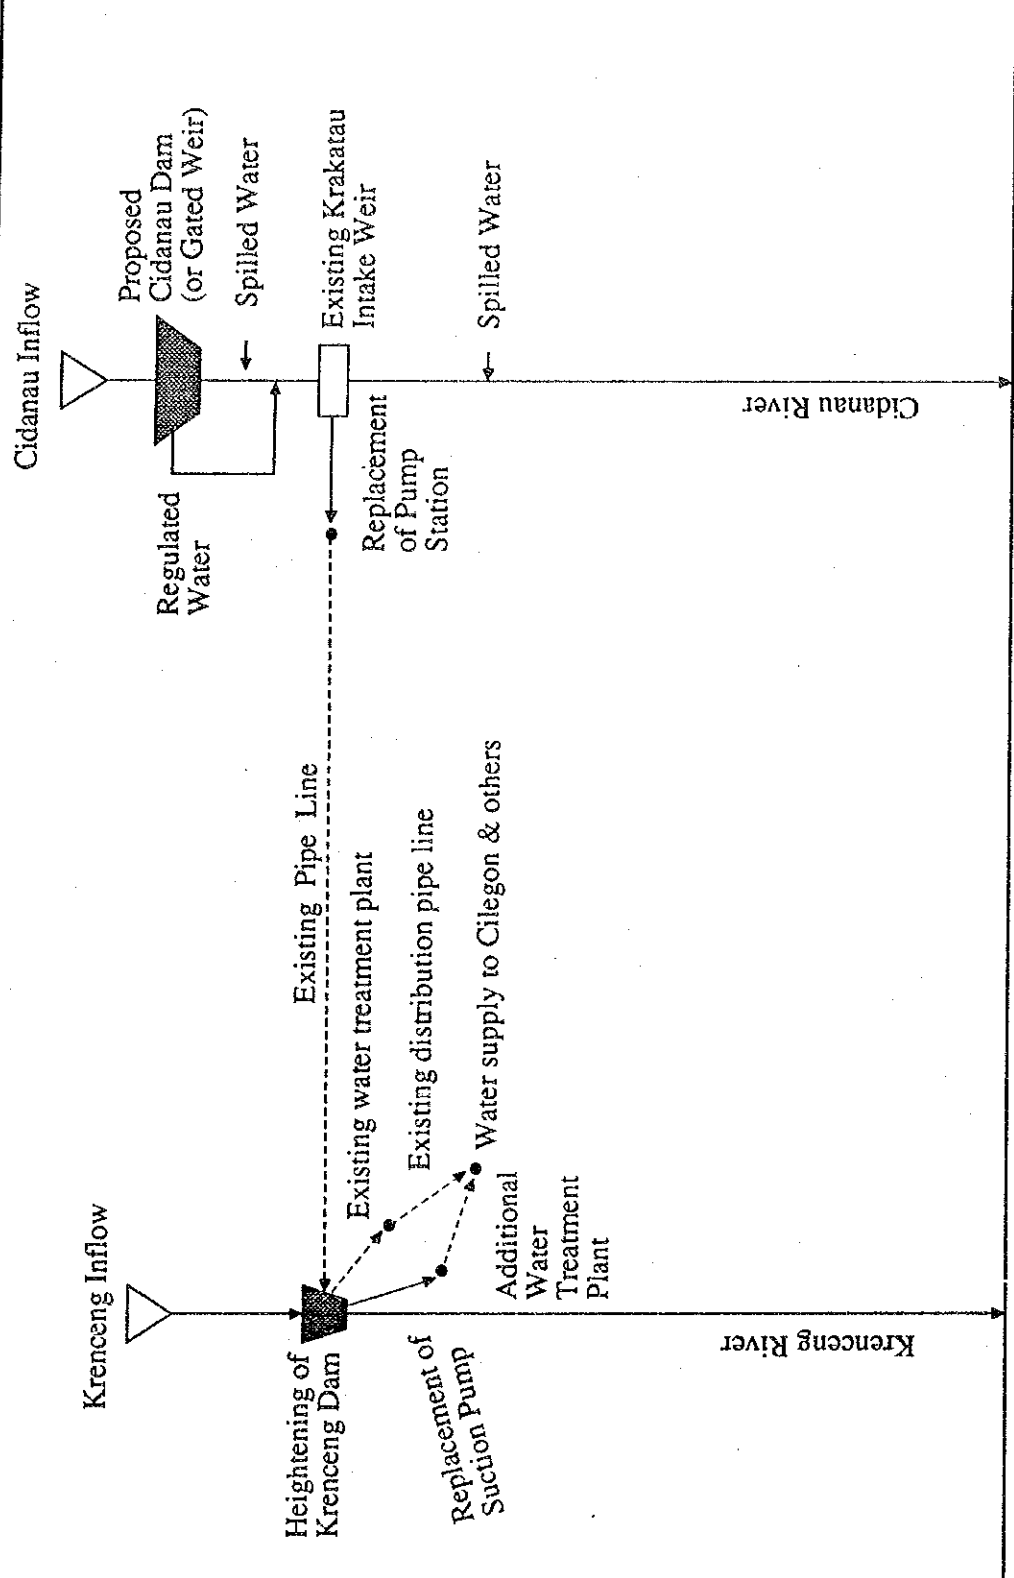 Krenceng Inflow
Cidanau Inflow
Proposed
Cidanau Dam
(or Gated Weir)
Regulated
Water
Spilled Water
Heightening of
Krenceng Dam
Existing Pipe Line
Existing Krakatau
Intake Weir
Replacement
of Pump
Station
Existing water treatment plant
Existing distribution pipe line
Replacement of
Suction Pump
Water supply to Cilegon & others
Additional
Water
Treatment
Plant
Spilled Water
Krenceng River
Cidanau River